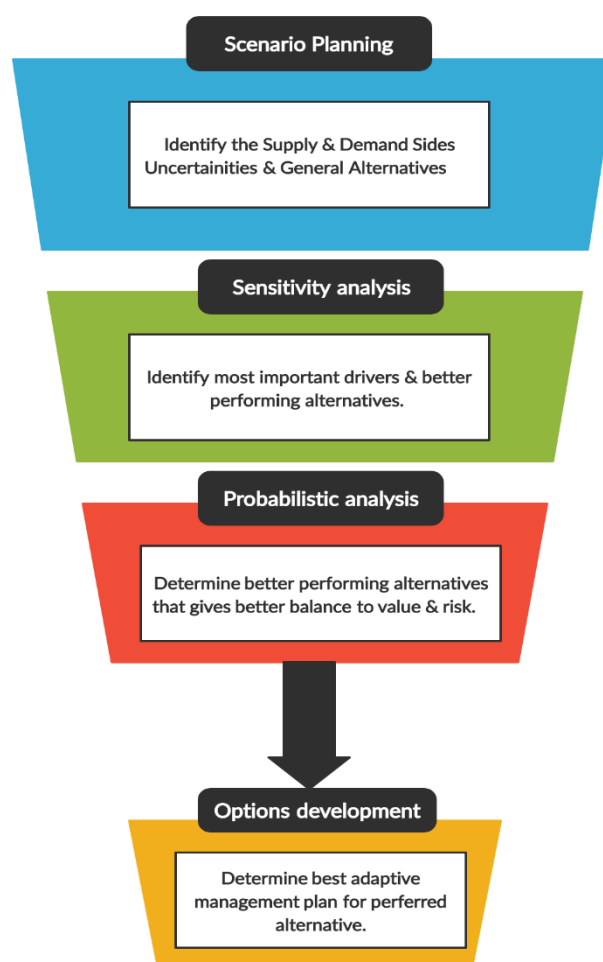 Scenario Planning
Identify the Supply & Demand Sides
Uncertainities & General Alternatives
Sensitivity analysis
Identify most important drivers & better
performing alternatives.
Probabilistic analysis
Determine better performing alternatives
that gives better balance to value & risk.
Options development
Determine best adaptive
management plan for perferred
alternative.